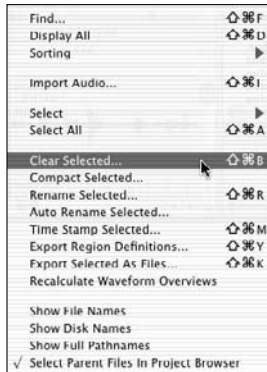 Find... ⇧⌘F
Display All ⇧⌘D
Sorting ▶
Import Audio... ⇧⌘I
Select ▶
Select All ⇧⌘A
Clear Selected... ⇧⌘B
Compact Selected...
Rename Selected... ⇧⌘R
Auto Rename Selected...
Time Stamp Selected... ⇧⌘M
Export Region Definitions... ⇧⌘Y
Export Selected As Files... ⇧⌘K
Recalculate Waveform Overviews
Show File Names
Show Disk Names
Show Full Pathnames
√ Select Parent Files In Project Browser